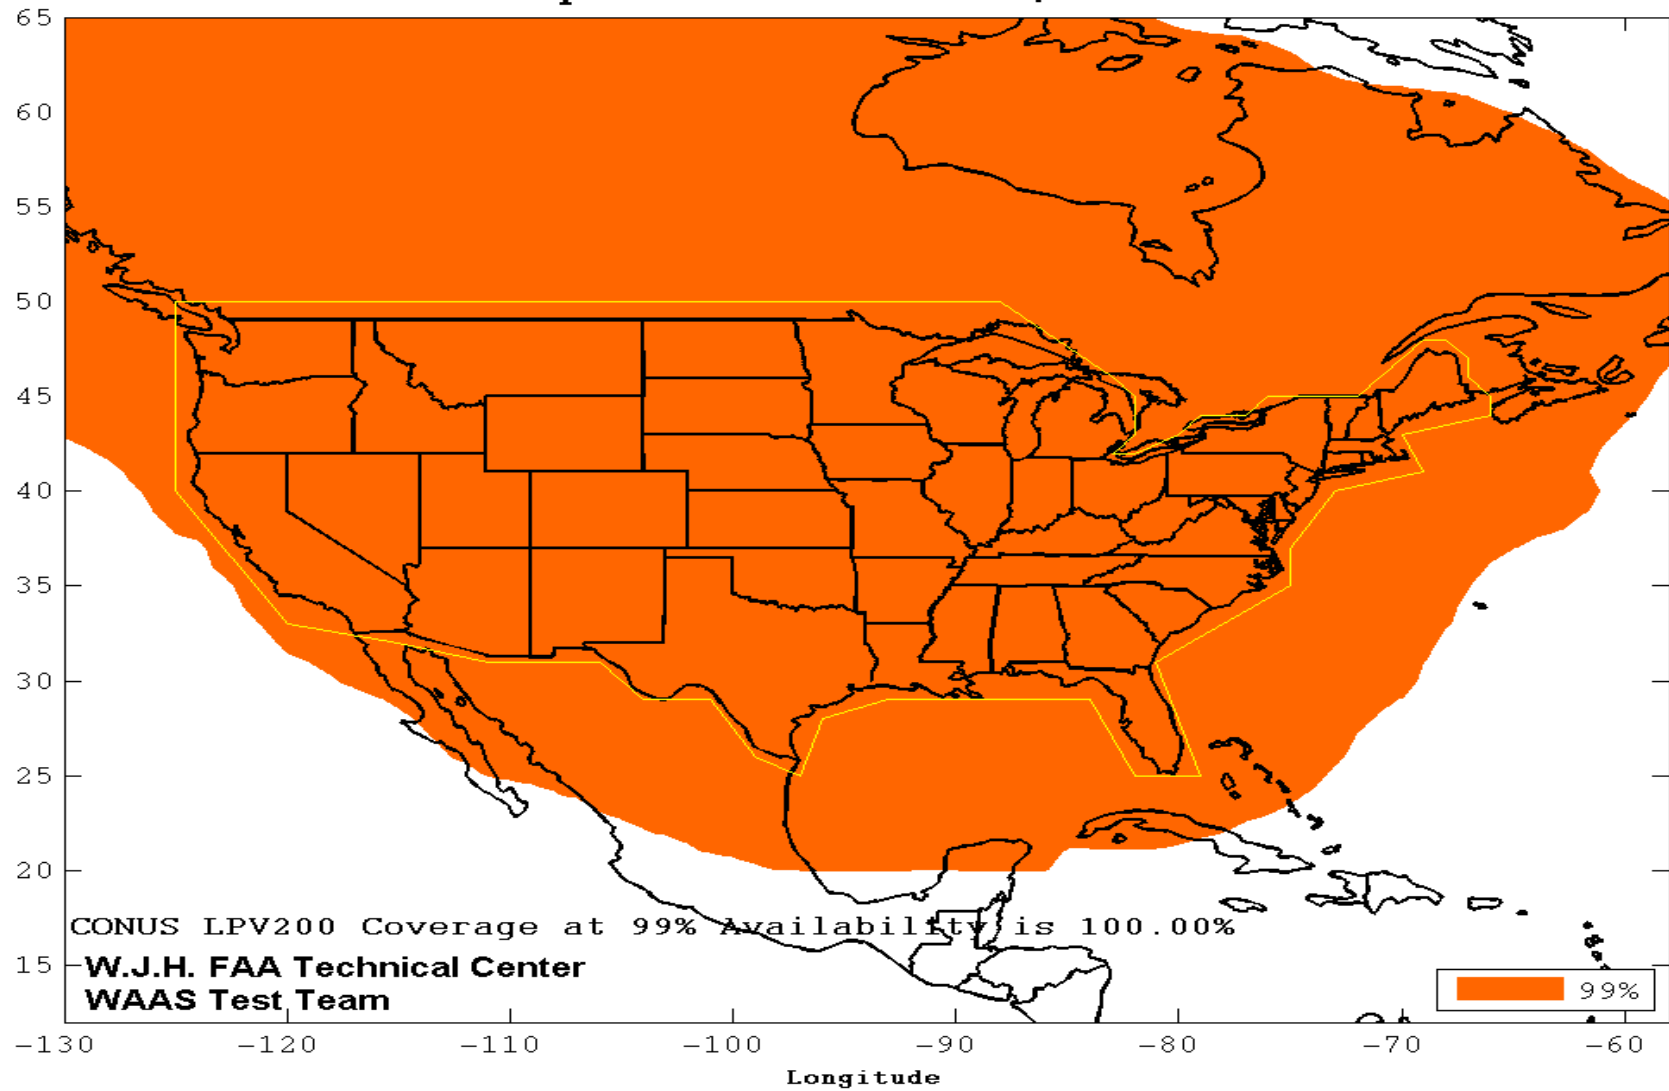 65
60
55
50
45
40
35
30
25
20
15
CONUS LPV200 Coverage at 99% Availability is 100.00%
W.J.H. FAA Technical Center
WAAS Test Team
99%
-130 -120 -110 -100 -90 -80 -70 -60
Longitude